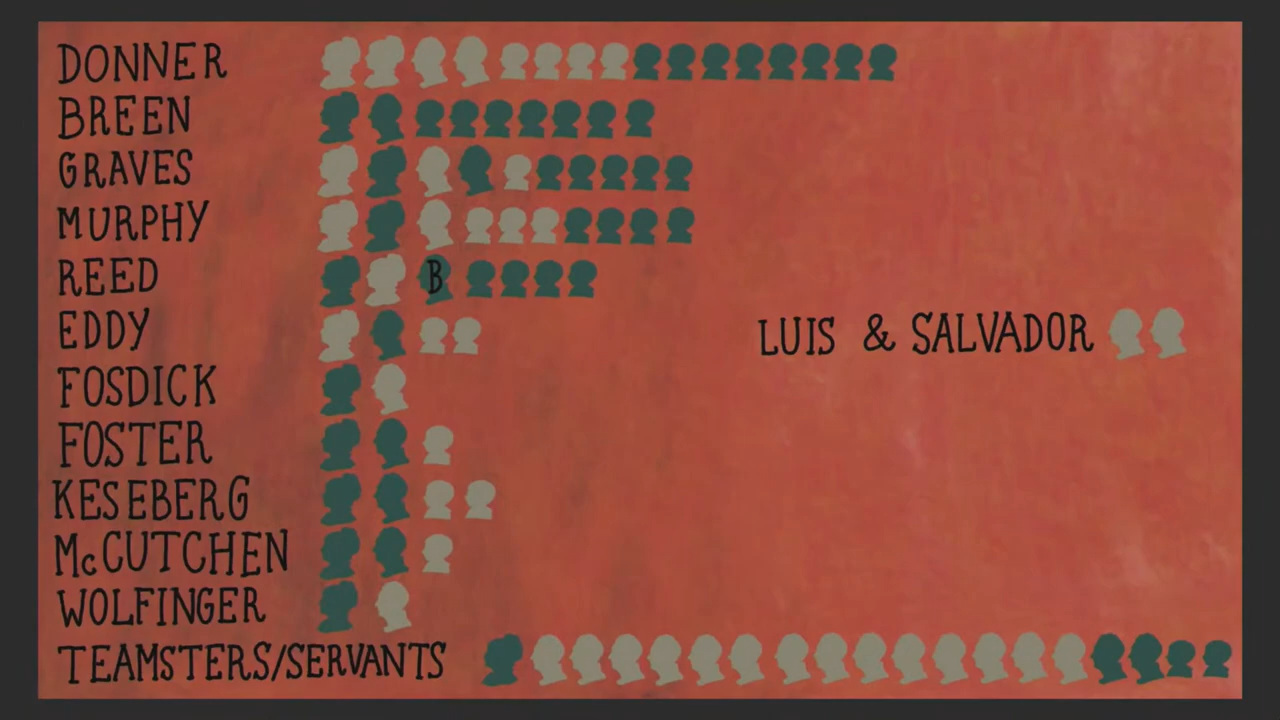 DONNER
BREEN
GRAVES
MURPHY
REED B
EDDY
LUIS & SALVADOR
FOSDICK
FOSTER
KESEBERG
McCUTCHEN
WOLFINGER
TEAMSTERS/SERVANTS